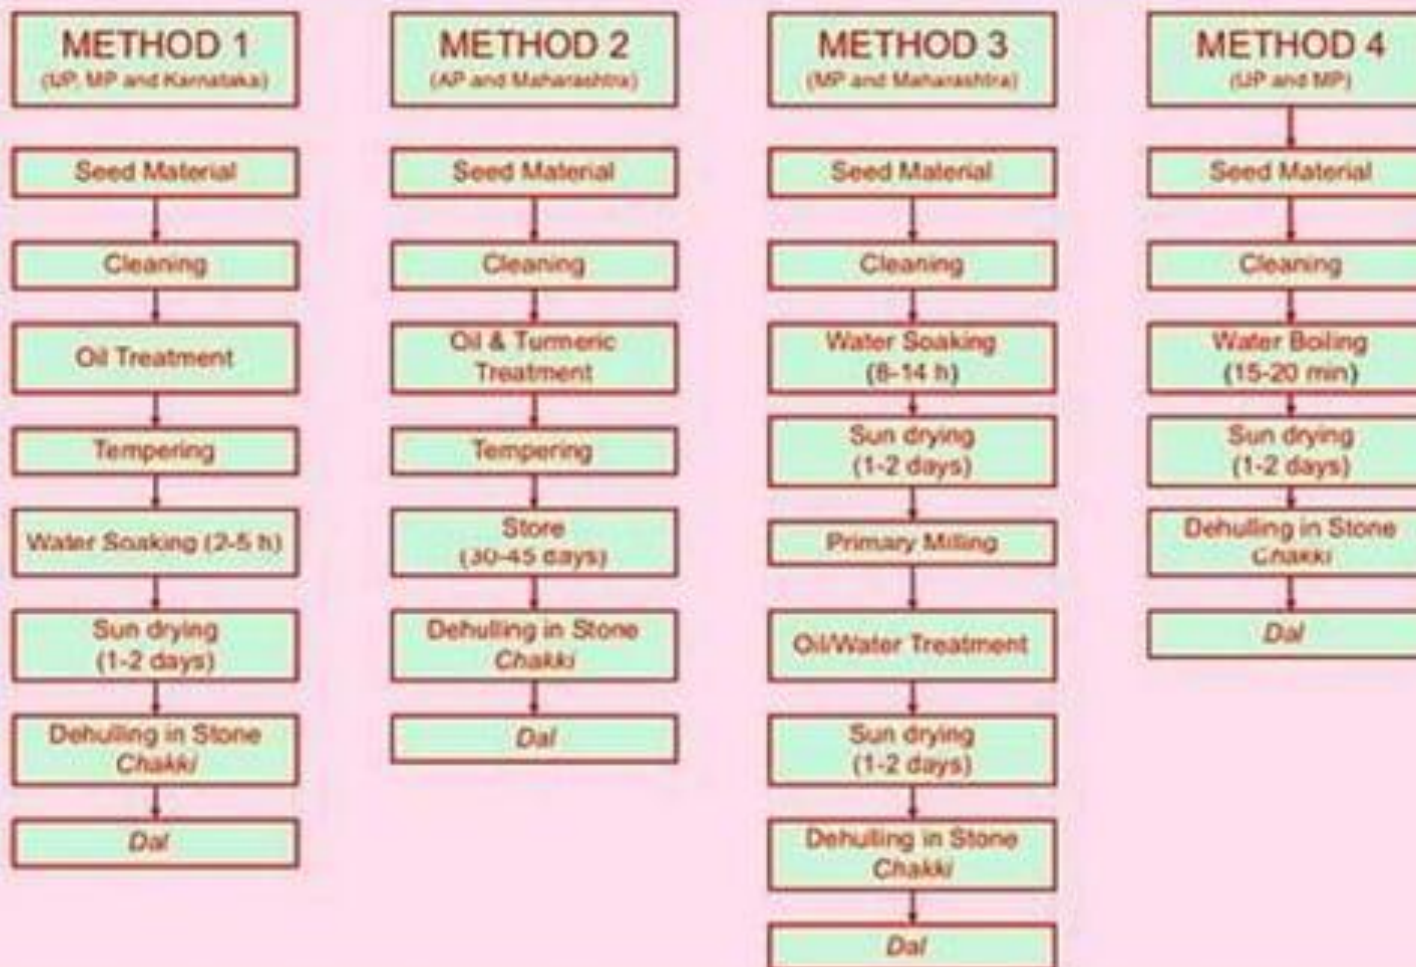 METHOD 1
(UP, MP and Karnataka)
Seed Material
Cleaning
Oil Treatment
Tempering
Water Soaking (2-5 h)
Sun drying
(1-2 days)
Dehulling in Stone
Chakki
Dal
METHOD 2
(AP and Maharashtra)
Seed Material
Cleaning
Oil & Turmeric
Treatment
Tempering
Store
(30-45 days)
Dehulling in Stone
Chakki
Dal
METHOD 3
(MP and Maharashtra)
Seed Material
Cleaning
Water Soaking
Sun drying
(1-2 days)
Primary Milling
Oil/Water Treatment
Sun drying
(1-2 days)
Dehulling in Stone
Chakki
Dal
METHOD 4
(UP and MP)
Seed Material
Cleaning
Water Boiling
(15-20 min)
Sun drying
(1-2 days)
Dehulling in Stone
Chakki
Dal